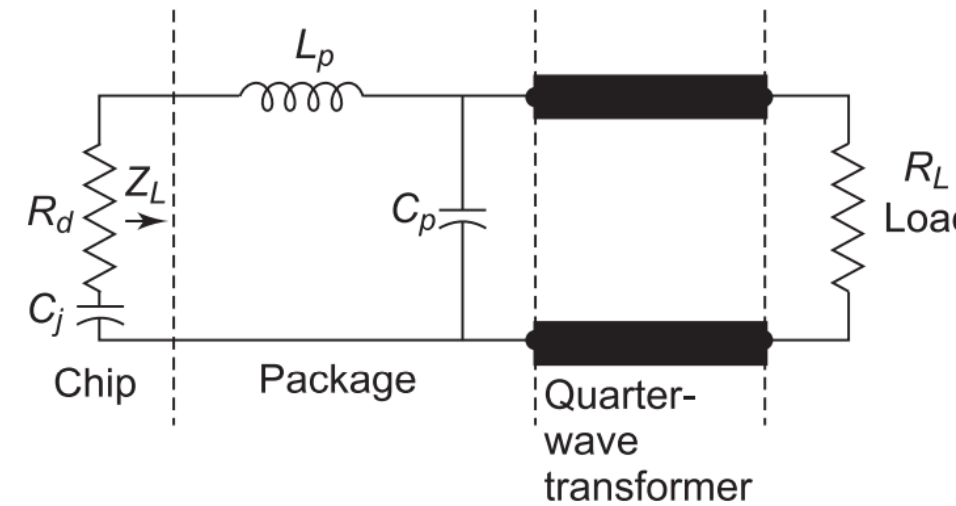 Lp
ZL
Rd
Cp
RL
Cj
Chip
Package
Quarter-
wave
transformer